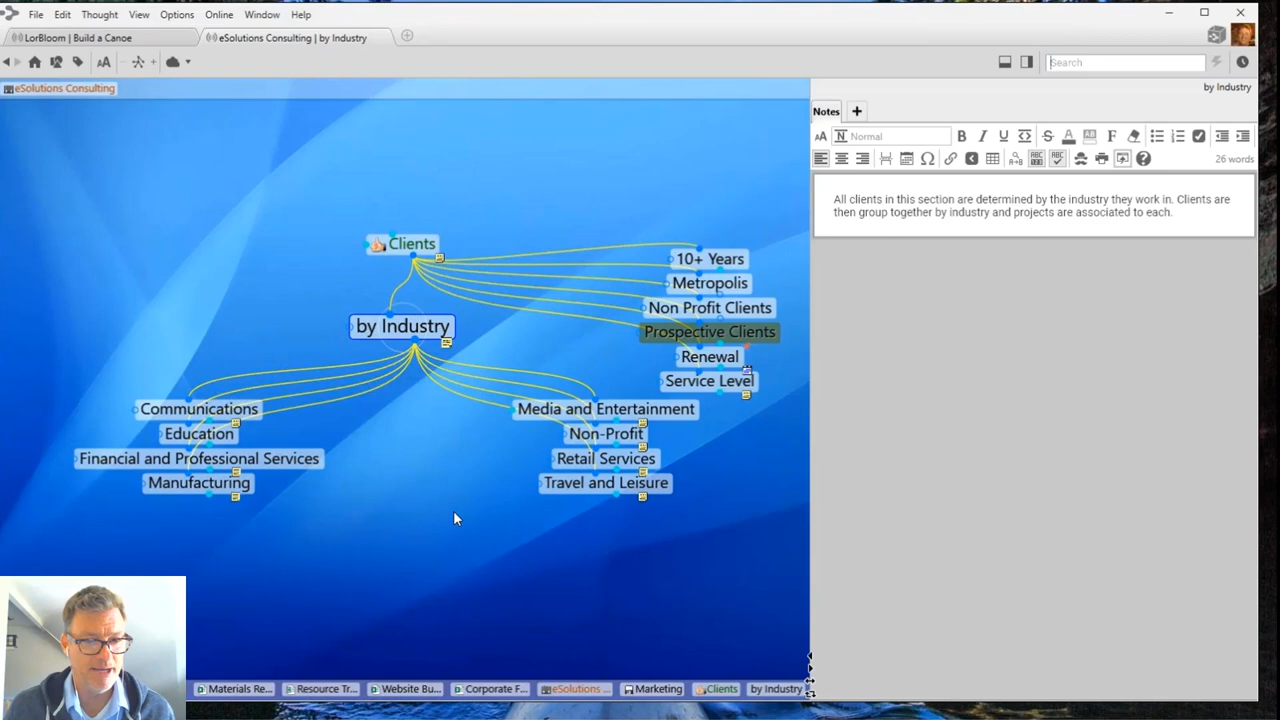 File Edit Thought View Options Online Window Help
LorBloom | Build a Canoe
eSolutions Consulting | by Industry
Search
eSolutions Consulting
by Industry
Notes
Normal
26 words
All clients in this section are determined by the industry they work in. Clients are
then group together by industry and projects are associated to each.
Clients
10+ Years
Metropolis
Non Profit Clients
Prospective Clients
Renewal
Service Level
by Industry
Communications
Education
Financial and Professional Services
Manufacturing
Media and Entertainment
Non-Profit
Retail Services
Travel and Leisure
Materials Re... Resource Tr... Website Bu... Corporate F... eSolutions ... Marketing Clients by Industry